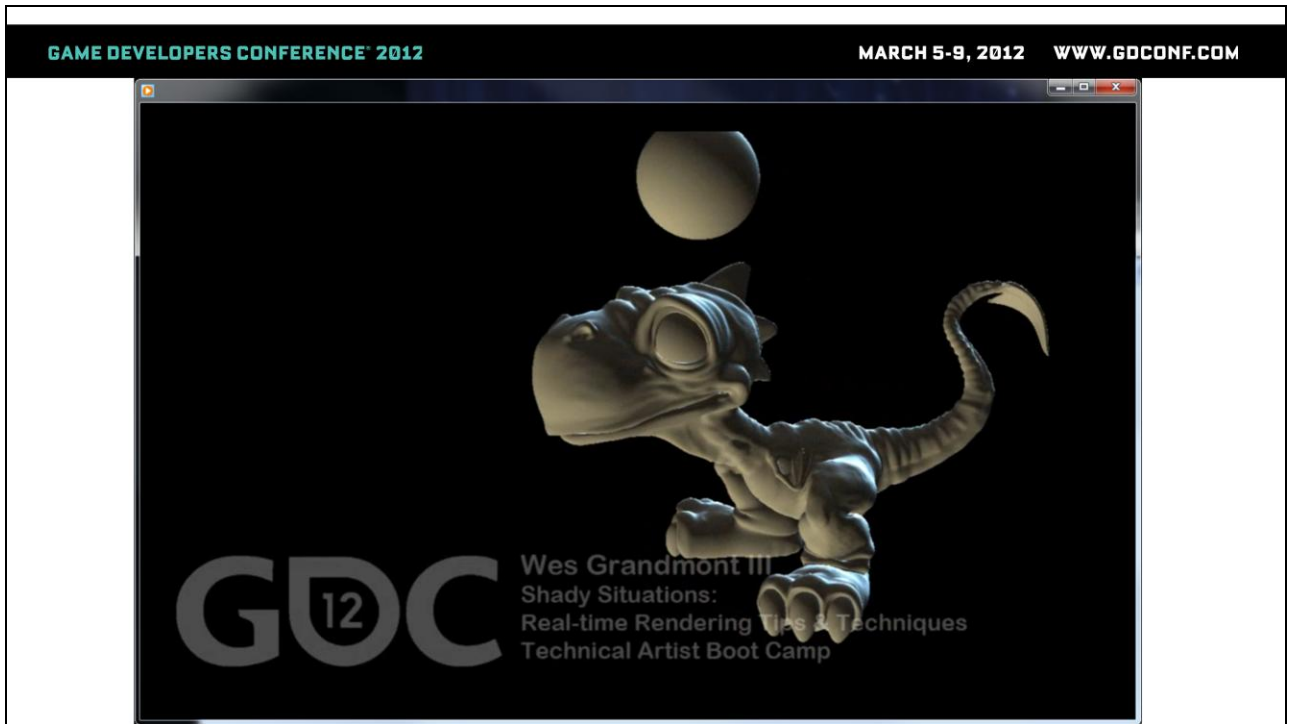 GAME DEVELOPERS CONFERENCE® 2012
MARCH 5-9, 2012 WWW.GDCONF.COM
GDC 12
Wes Grandmont III
Shady Situations:
Real-time Rendering Tips & Techniques
Technical Artist Boot Camp